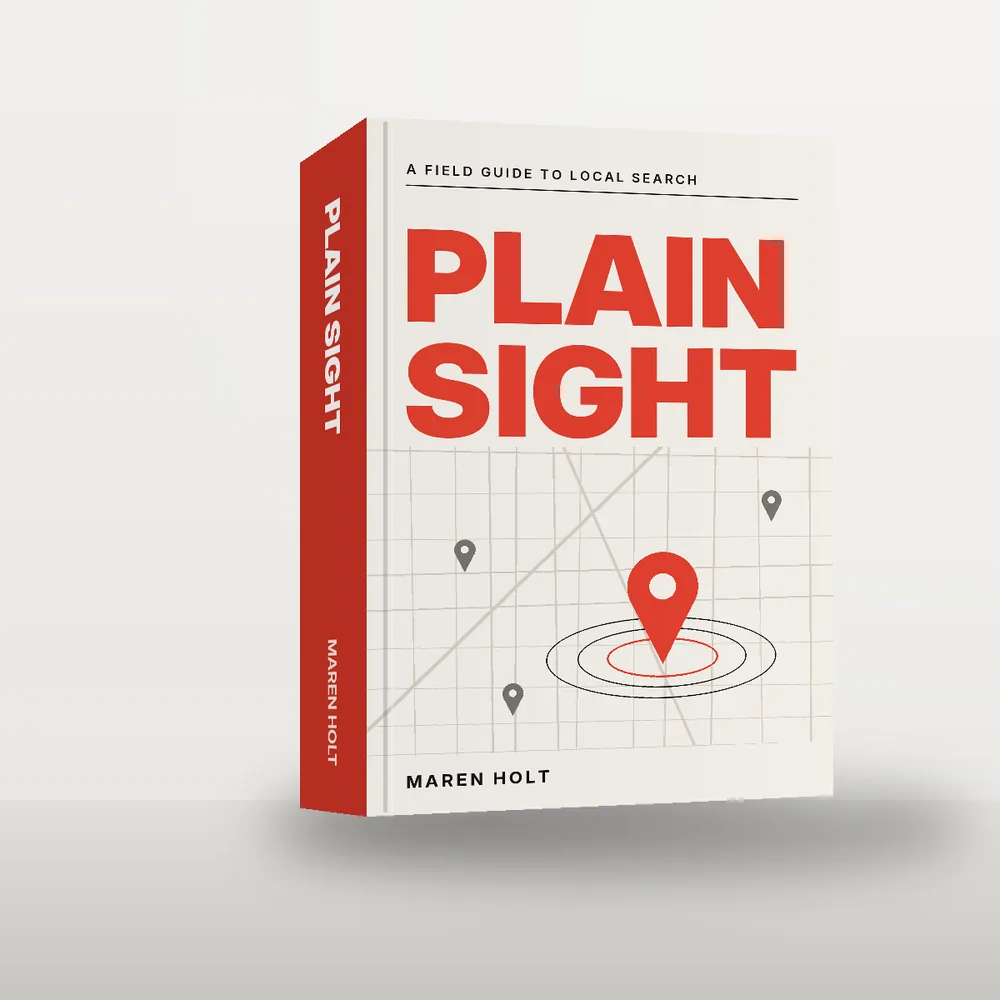 PLAIN SIGHT
MAREN HOLT
A FIELD GUIDE TO LOCAL SEARCH
PLAIN
SIGHT
MAREN HOLT